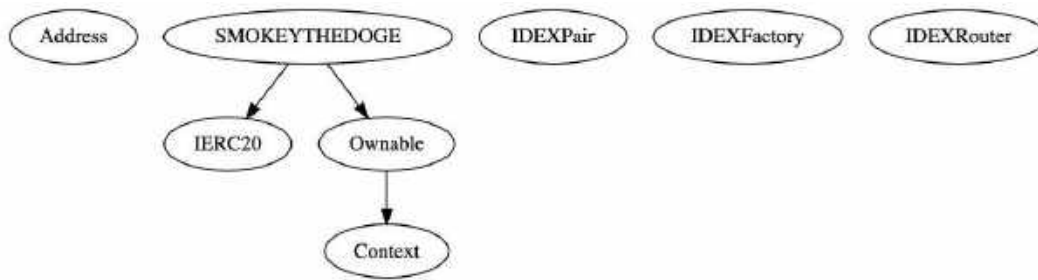 Address
SMOKEYTHEDOGE
IDEXPair
IDEXFactory
IDEXRouter
IERC20
Ownable
Context